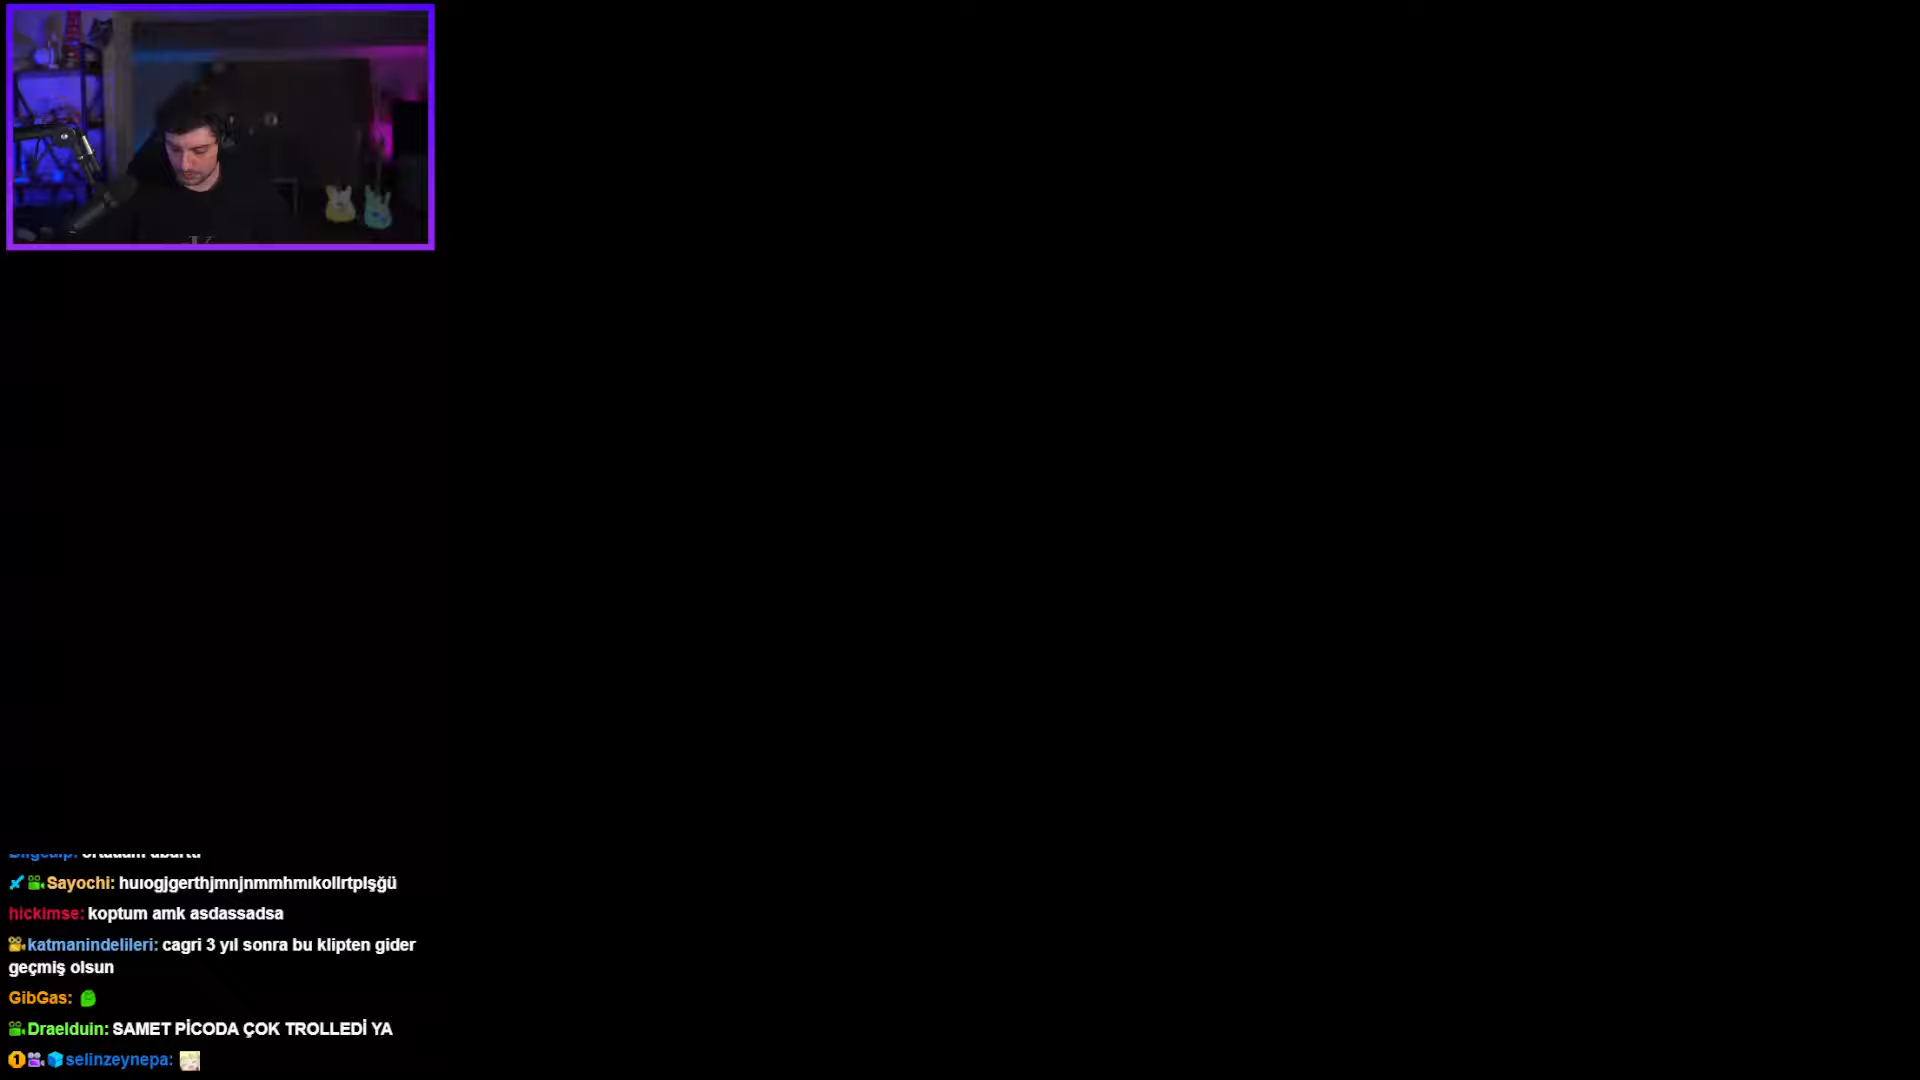 Sayochi: huıogjgerthjmnjnmmhmıkollrtplşğü
hickimse: koptum amk asdassadsa
katmanindelileri: cagri 3 yıl sonra bu klipten gider
geçmiş olsun
GibGas:
Draelduin: SAMET PİCODA ÇOK TROLLEDİ YA
selinzeynepa: